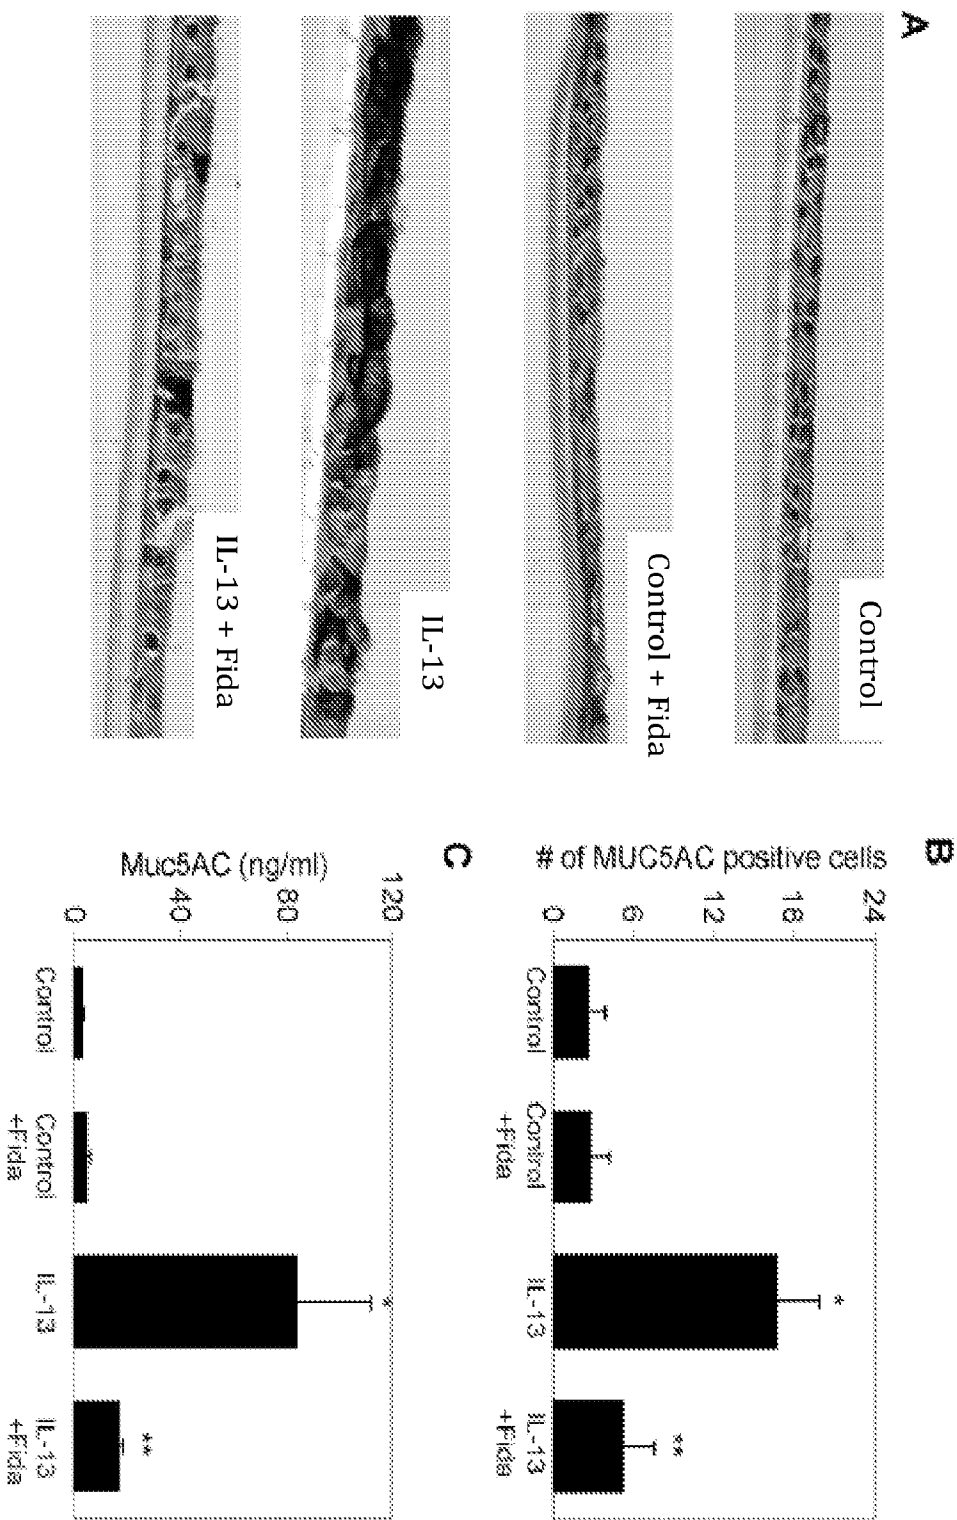 A
Control
Control + Fida
IL-13
IL-13 + Fida
B
# of MUC5AC positive cells
24
18
12
6
0
Control
Control
+Fida
IL-13
IL-13
+Fida
*
**
C
Muc5AC (ng/ml)
120
80
40
0
Control
Control
+Fida
IL-13
IL-13
+Fida
*
**